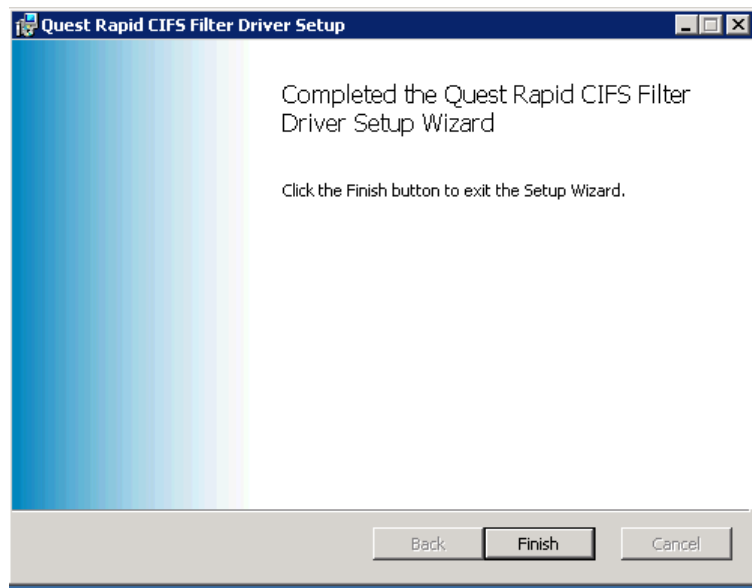 Quest Rapid CIFS Filter Driver Setup
Completed the Quest Rapid CIFS Filter
Driver Setup Wizard
Click the Finish button to exit the Setup Wizard.
Back Finish Cancel